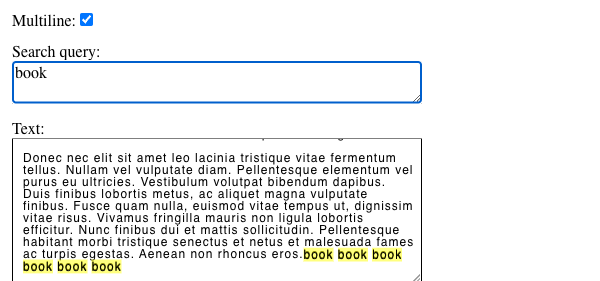 Multiline:
Search query:
book
Text:
Donec nec elit sit amet leo lacinia tristique vitae fermentum
tellus. Nullam vel vulputate diam. Pellentesque elementum vel
purus eu ultricies. Vestibulum volutpat bibendum dapibus.
Duis finibus lobortis metus, ac aliquet magna vulputate
finibus. Fusce quam nulla, euismod vitae tempus ut, dignissim
vitae risus. Vivamus fringilla mauris non ligula lobortis
efficitur. Nunc finibus dui et mattis sollicitudin. Pellentesque
habitant morbi tristique senectus et netus et malesuada fames
ac turpis egestas. Aenean non rhoncus eros.book book book
book book book